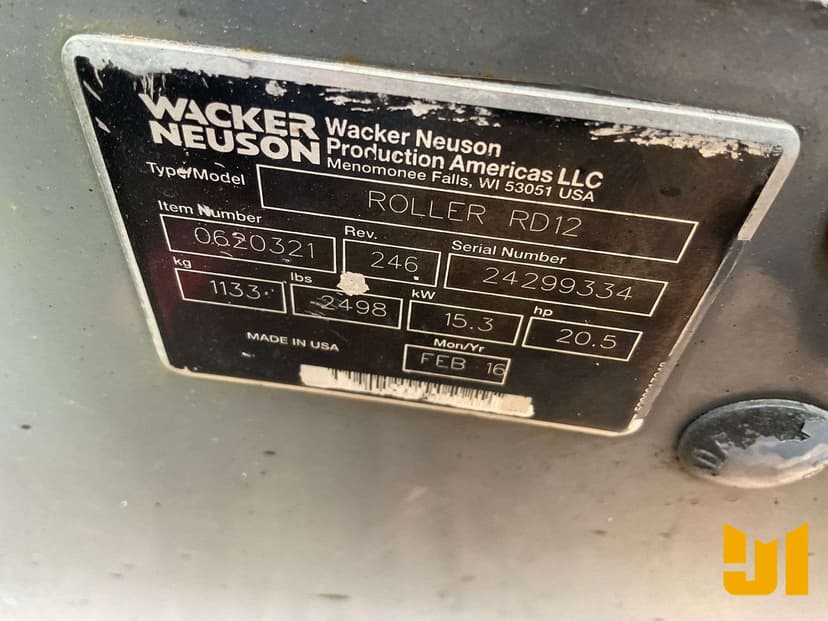 WACKER
NEUSON
Wacker Neuson
Production Americas LLC
Menomonee Falls, WI 53051 USA
Type/Model
ROLLER RD12
Item Number
0620321
Rev.
246
Serial Number
24299334
kg
1133
lbs
2498
kW
15.3
hp
20.5
MADE IN USA
Mon/Yr
FEB 16